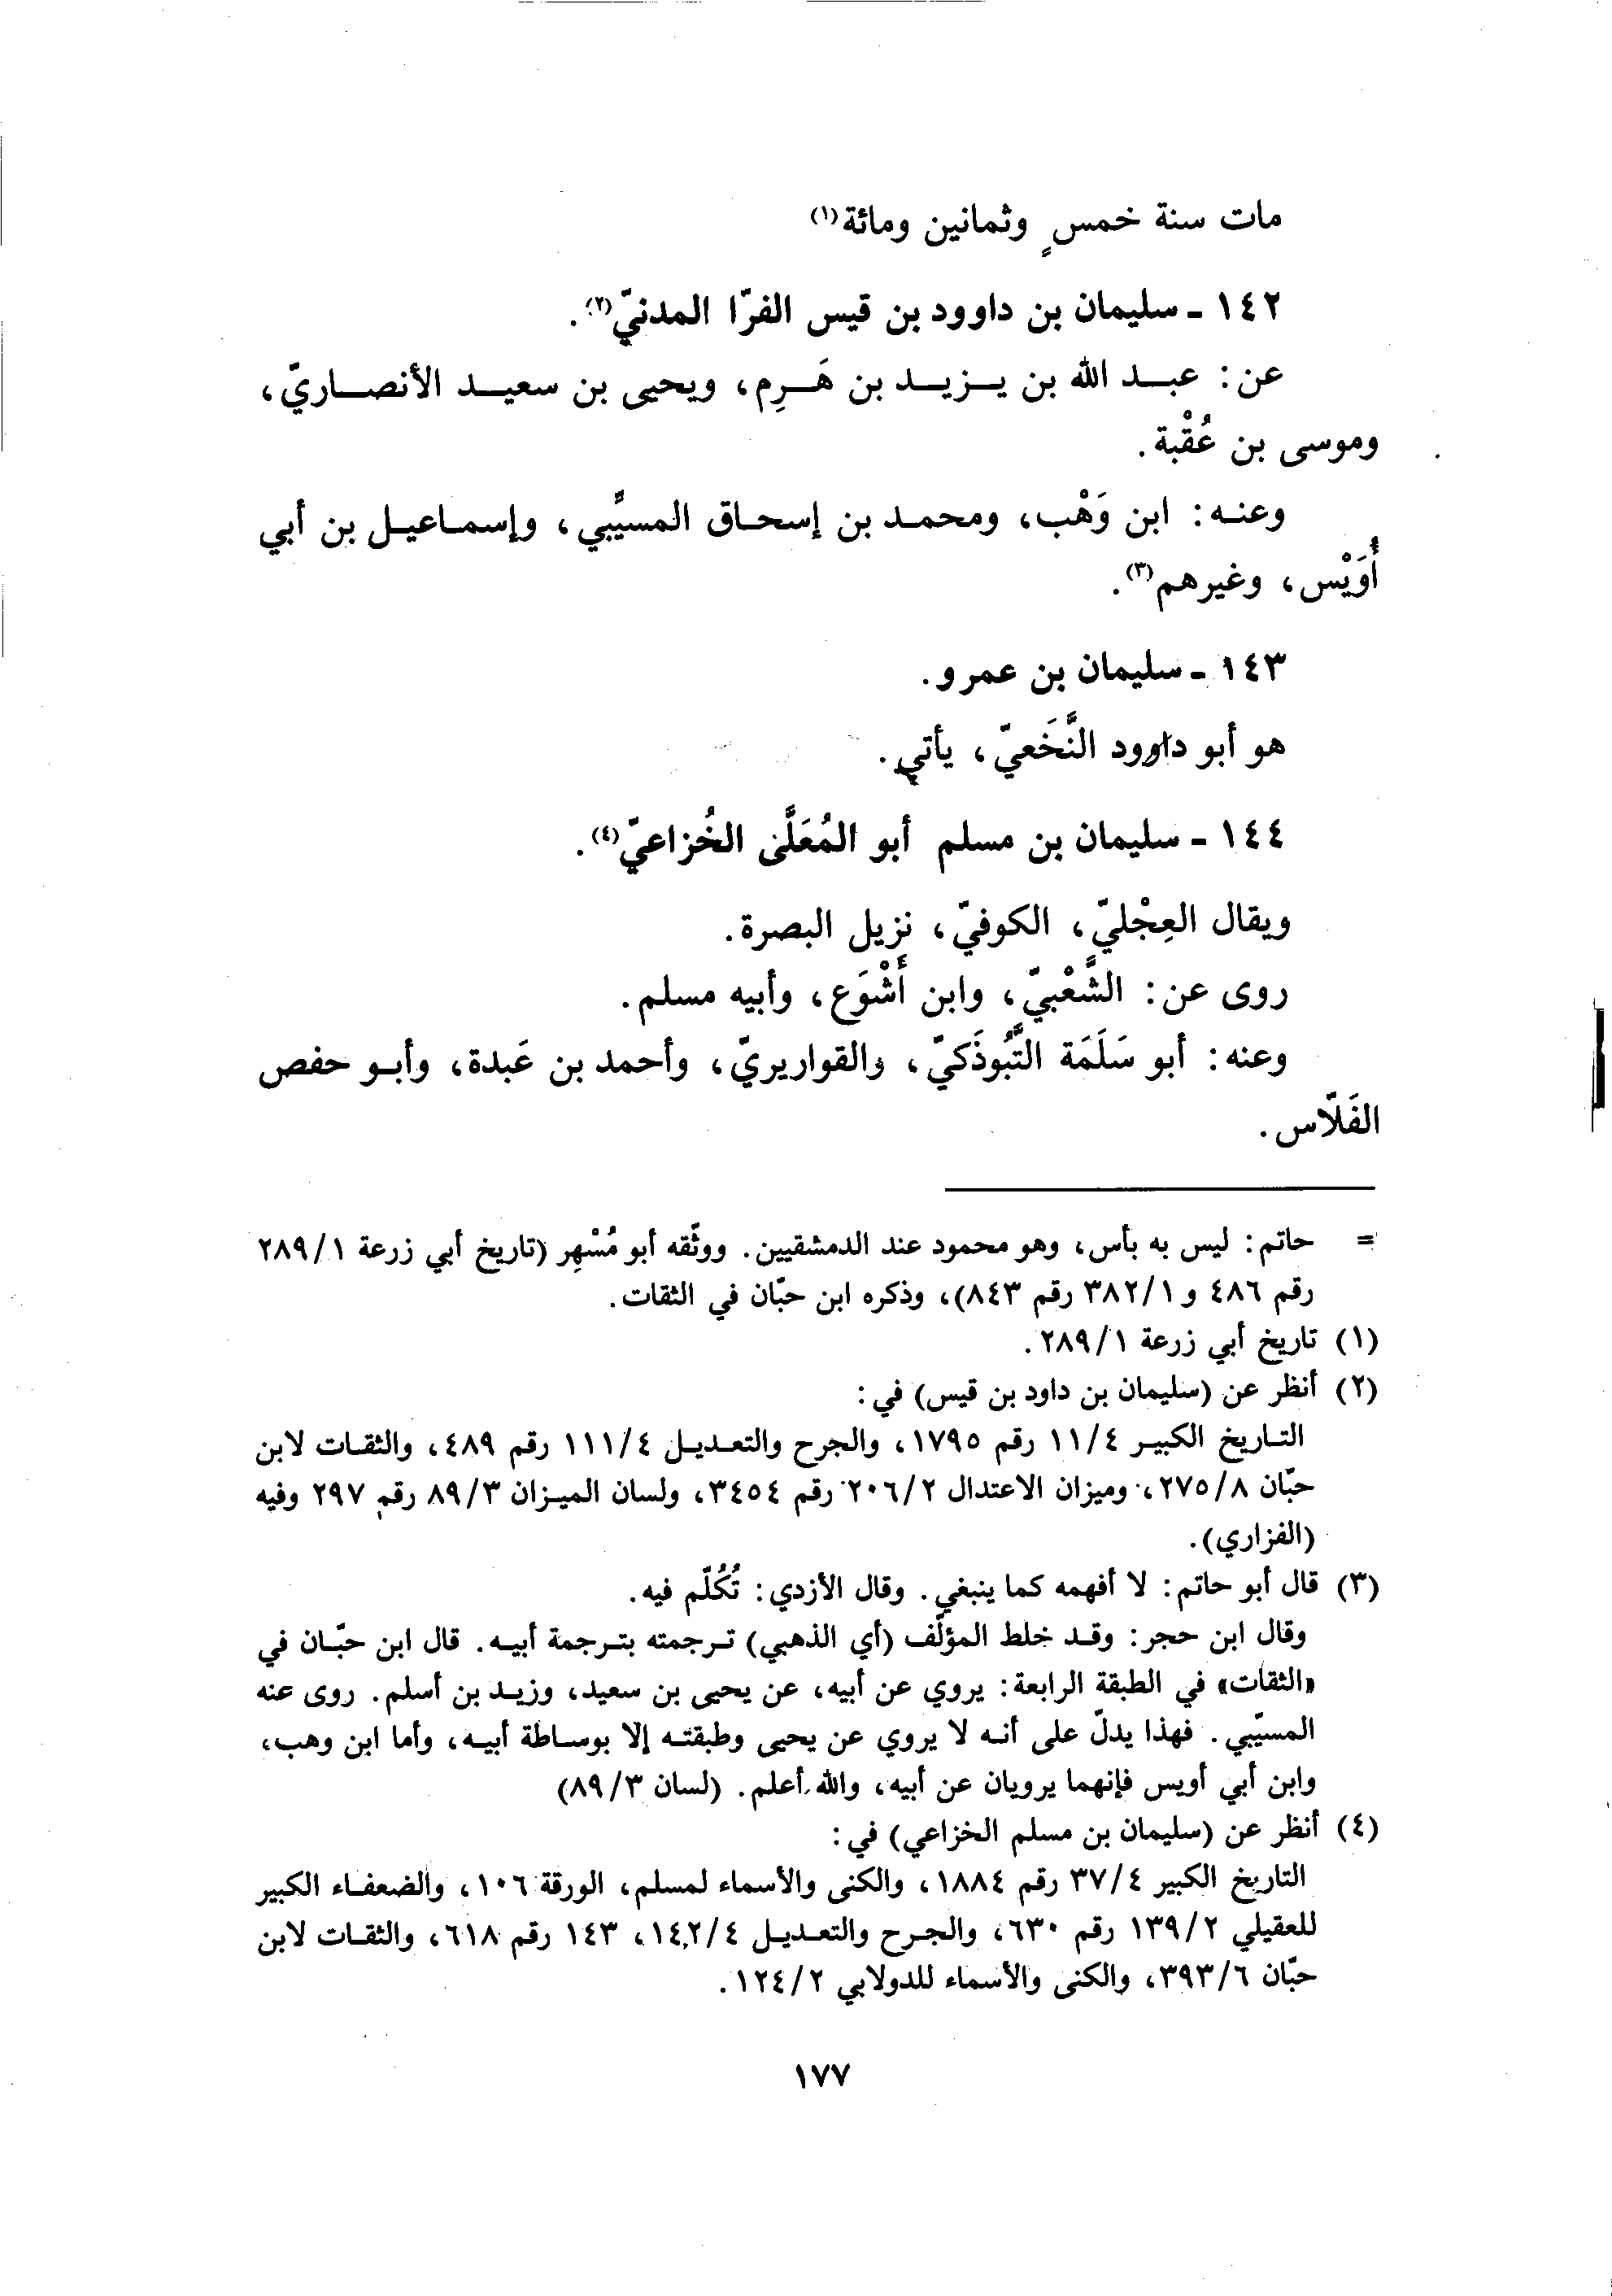 مات سنة خمسٍ وثمانين ومائة(١)
١٤٢ - سليمان بن داوود بن قيس الفرّا المدنيّ(٢).
عن: عبد الله بن يزيد بن هَرِم، ويحيى بن سعيد الأنصاريّ،
وموسى بن عُقْبة.
وعنه: ابن وَهْب، ومحمد بن إسحاق المسيَّبي، وإسماعيل بن أبي
أُوَيْس، وغيرهم(٣).
١٤٣ - سليمان بن عمرو.
هو أبو داوود النَّخَعيّ، يأتي.
١٤٤ - سليمان بن مسلم أبو المُعَلَّى الخُزاعيّ(٤).
ويقال العِجْليّ، الكوفيّ، نزيل البصرة.
روى عن: الشَّعْبيّ، وابن أَشْوَع، وأبيه مسلم.
وعنه: أبو سَلَمَة التَّبُوذَكيّ، والقواريريّ، وأحمد بن عَبدة، وأبو حفص
الفَلّاس.
= حاتم: ليس به بأس، وهو محمود عند الدمشقيين. ووثّقه أبو مُسْهِر (تاريخ أبي زرعة ٢٨٩/١
رقم ٤٨٦ و ٣٨٢/١ رقم ٨٤٣)، وذكره ابن حبّان في الثقات.
(١) تاريخ أبي زرعة ٢٨٩/١.
(٢) أنظر عن (سليمان بن داود بن قيس) في:
التاريخ الكبير ١١/٤ رقم ١٧٩٥، والجرح والتعديل ١١١/٤ رقم ٤٨٩، والثقات لابن
حبّان ٢٧٥/٨، وميزان الاعتدال ٢٠٦/٢ رقم ٣٤٥٤، ولسان الميزان ٨٩/٣ رقم ٢٩٧ وفيه
(الفزاري).
(٣) قال أبو حاتم: لا أفهمه كما ينبغي. وقال الأزدي: تُكُلّم فيه.
وقال ابن حجر: وقد خلط المؤلّف (أي الذهبي) ترجمته بترجمة أبيه. قال ابن حبّان في
«الثقات» في الطبقة الرابعة: يروي عن أبيه، عن يحيى بن سعيد، وزيد بن أسلم. روى عنه
المسيّبي. فهذا يدلّ على أنه لا يروي عن يحيى وطبقته إلا بوساطة أبيه، وأما ابن وهب،
وابن أبي أويس فإنهما يرويان عن أبيه، والله أعلم. (لسان ٨٩/٣)
(٤) أنظر عن (سليمان بن مسلم الخزاعي) في:
التاريخ الكبير ٣٧/٤ رقم ١٨٨٤، والكنى والأسماء لمسلم، الورقة ١٠٦، والضعفاء الكبير
للعقيلي ١٣٩/٢ رقم ٦٣٠، والجرح والتعديل ١٤٢/٤، ١٤٣ رقم ٦١٨، والثقات لابن
حبّان ٣٩٣/٦، والكنى والأسماء للدولابي ١٢٤/٢.
١٧٧